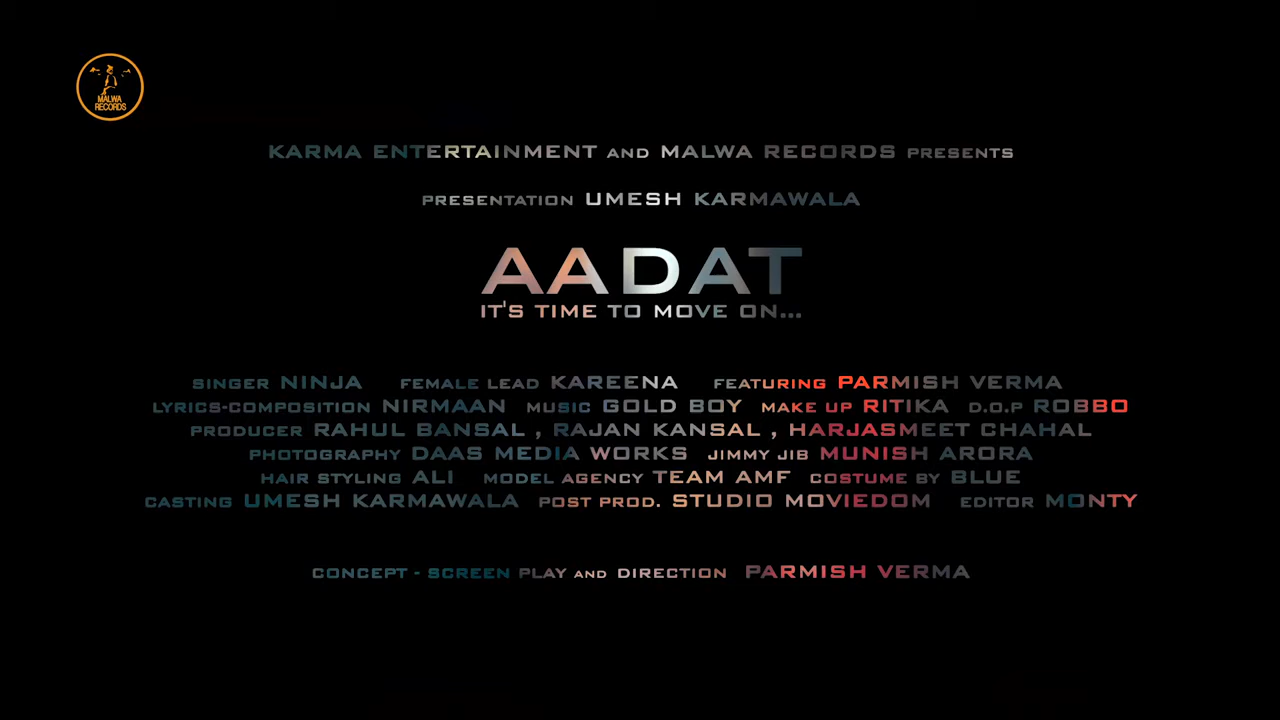 MALWA
RECORDS
KARMA ENTERTAINMENT AND MALWA RECORDS PRESENTS
PRESENTATION UMESH KARMAWALA
AADAT
IT'S TIME TO MOVE ON...
SINGER NINJA FEMALE LEAD KAREENA FEATURING PARMISH VERMA
LYRICS-COMPOSITION NIRMAAN MUSIC GOLD BOY MAKE UP RITIKA D.O.P ROBBO
PRODUCER RAHUL BANSAL , RAJAN KANSAL , HARJASMEET CHAHAL
PHOTOGRAPHY DAAS MEDIA WORKS JIMMY JIB MUNISH ARORA
HAIR STYLING ALI MODEL AGENCY TEAM AMF COSTUME BY BLUE
CASTING UMESH KARMAWALA POST PROD. STUDIO MOVIEDOM EDITOR MONTY
CONCEPT - SCREEN PLAY AND DIRECTION PARMISH VERMA